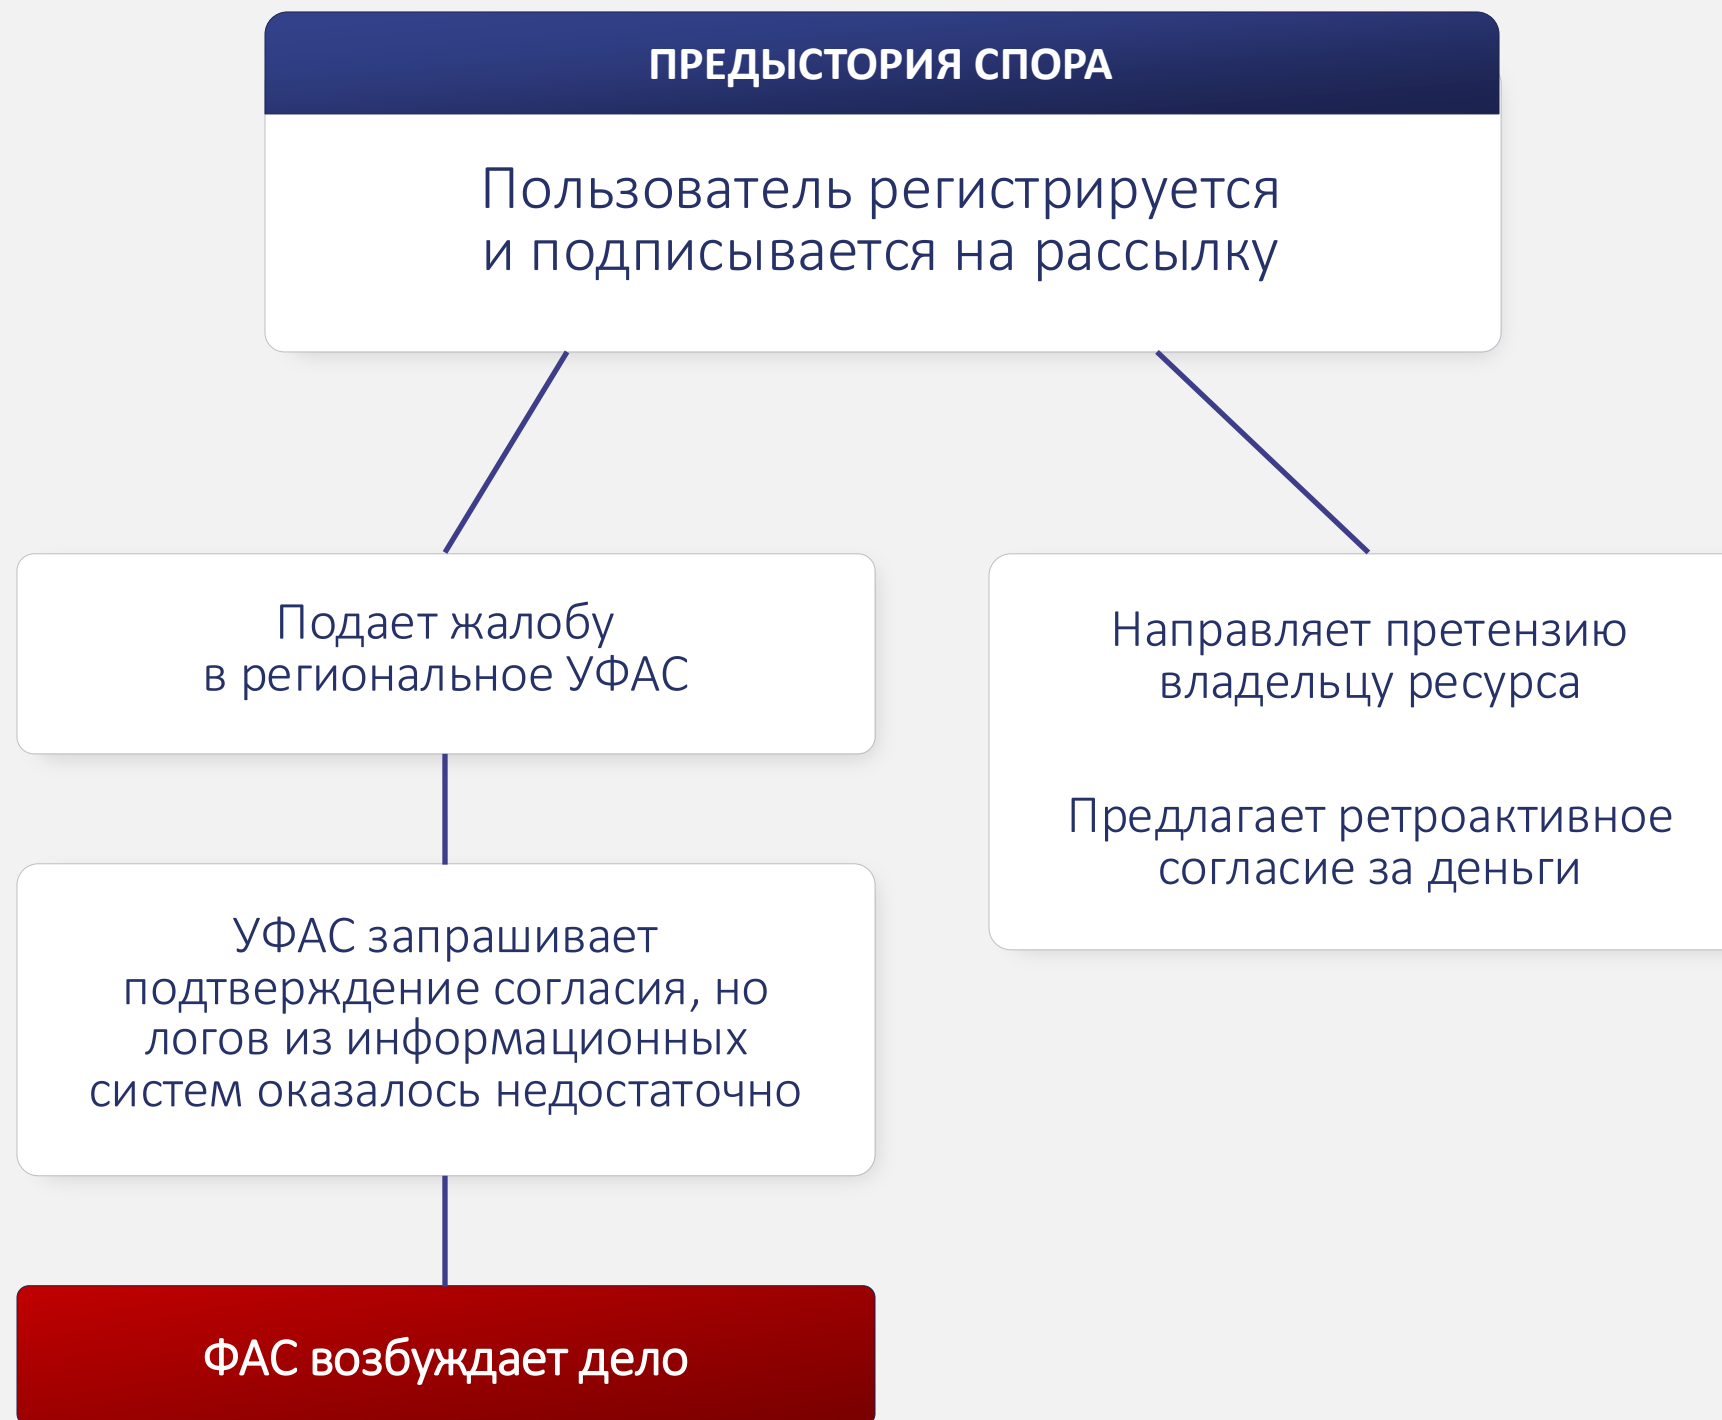 ПРЕДЫСТОРИЯ СПОРА
Пользователь регистрируется
и подписывается на рассылку
Подает жалобу
в региональное УФАС
Направляет претензию
владельцу ресурса
Предлагает ретроактивное
согласие за деньги
УФАС запрашивает
подтверждение согласия, но
логов из информационных
систем оказалось недостаточно
ФАС возбуждает дело